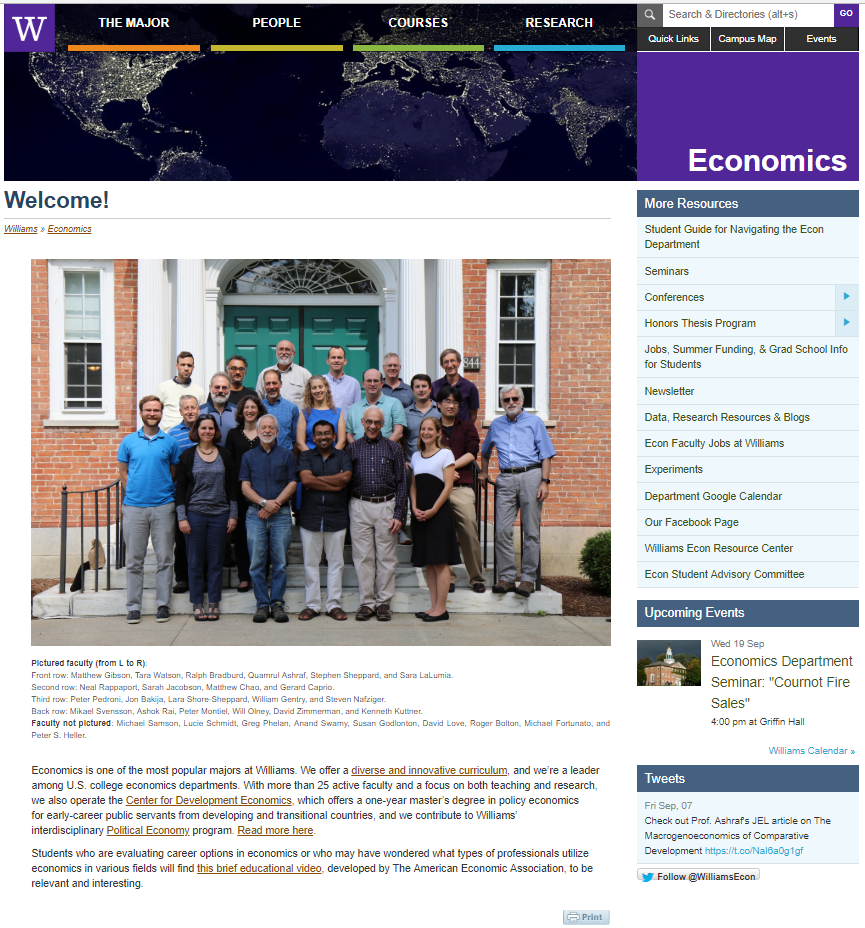 W
THE MAJOR
PEOPLE
COURSES
RESEARCH
Search & Directories (alt+s)
GO
Quick Links
Campus Map
Events
Economics
Welcome!
Williams » Economics
844
Pictured faculty (from L to R):
Front row: Matthew Gibson, Tara Watson, Ralph Bradburd, Quamrul Ashraf, Stephen Sheppard, and Sara LaLumia.
Second row: Neal Rappaport, Sarah Jacobson, Matthew Chao, and Gerard Caprio.
Third row: Peter Pedroni, Jon Bakija, Lara Shore-Sheppard, William Gentry, and Steven Nafziger.
Back row: Mikael Svensson, Ashok Rai, Peter Montiel, Will Olney, David Zimmerman, and Kenneth Kuttner.
Faculty not pictured: Michael Samson, Lucie Schmidt, Greg Phelan, Anand Swamy, Susan Godlonton, David Love, Roger Bolton, Michael Fortunato, and
Peter S. Heller.
Economics is one of the most popular majors at Williams. We offer a diverse and innovative curriculum, and we're a leader
among U.S. college economics departments. With more than 25 active faculty and a focus on both teaching and research,
we also operate the Center for Development Economics, which offers a one-year master's degree in policy economics
for early-career public servants from developing and transitional countries, and we contribute to Williams'
interdisciplinary Political Economy program. Read more here.
Students who are evaluating career options in economics or who may have wondered what types of professionals utilize
economics in various fields will find this brief educational video, developed by The American Economic Association, to be
relevant and interesting.
Print
More Resources
Student Guide for Navigating the Econ
Department
Seminars
Conferences
Honors Thesis Program
Jobs, Summer Funding, & Grad School Info
for Students
Newsletter
Data, Research Resources & Blogs
Econ Faculty Jobs at Williams
Experiments
Department Google Calendar
Our Facebook Page
Williams Econ Resource Center
Econ Student Advisory Committee
Upcoming Events
Wed 19 Sep
Economics Department
Seminar: "Cournot Fire
Sales"
4:00 pm at Griffin Hall
Williams Calendar »
Tweets
Fri Sep, 07
Check out Prof. Ashraf's JEL article on The
Macrogenoeconomics of Comparative
Development https://t.co/NaI6a0g1gf
Follow @WilliamsEcon